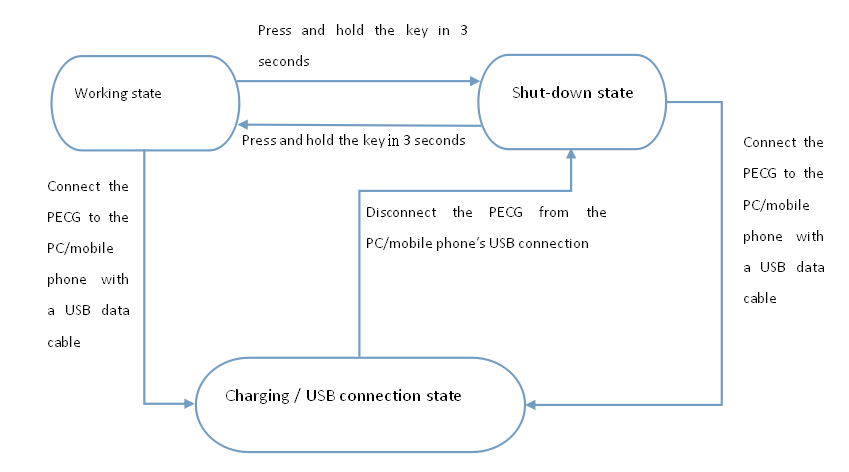 Press and hold the key in 3
seconds
Working state
Shut-down state
Press and hold the key in 3 seconds
Connect the
PECG to the
PC/mobile
phone with
a USB data
cable
Disconnect the PECG from the
PC/mobile phone's USB connection
Connect the
PECG to the
PC/mobile
phone with
a USB data
cable
Charging / USB connection state